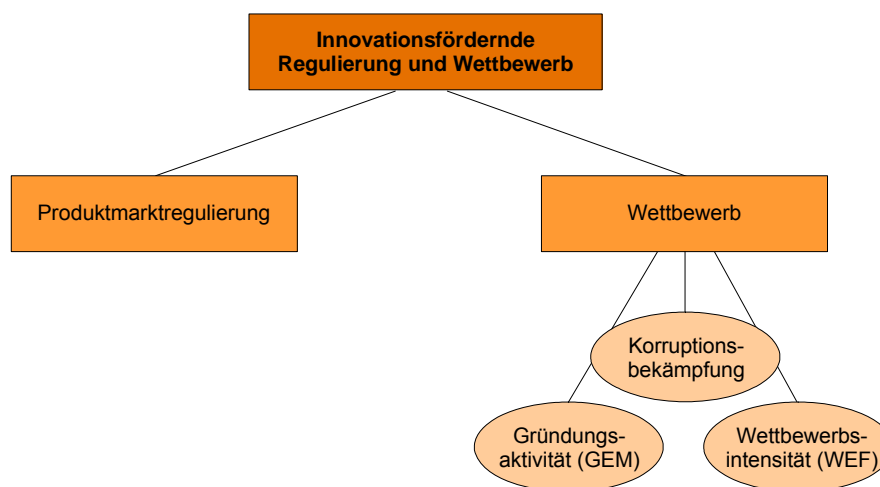 Innovationsfördernde
Regulierung und Wettbewerb
Produktmarktregulierung
Wettbewerb
Korruptions-
bekämpfung
Gründungs-
aktivität (GEM)
Wettbewerbs-
intensität (WEF)